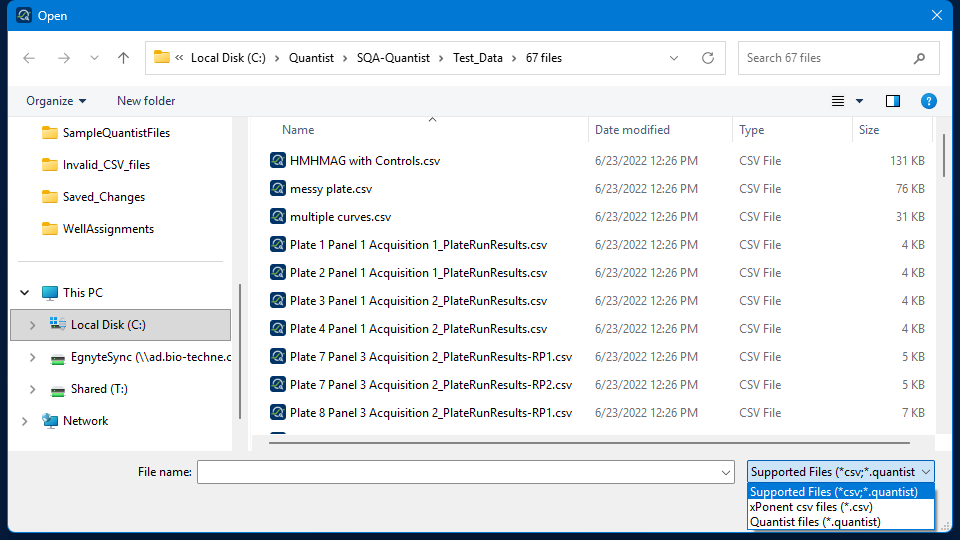 Open
« Local Disk (C:) › Quantist › SQA-Quantist › Test_Data › 67 files
Search 67 files
Organize New folder
?
SampleQuantistFiles
Invalid_CSV_files
Saved_Changes
WellAssignments
This PC
Local Disk (C:)
EgnyteSync (\\ad.bio-techne.c
Shared (T:)
Network
Name Date modified Type Size
HMHMAG with Controls.csv 6/23/2022 12:26 PM CSV File 131 KB
messy plate.csv 6/23/2022 12:26 PM CSV File 76 KB
multiple curves.csv 6/23/2022 12:26 PM CSV File 31 KB
Plate 1 Panel 1 Acquisition 1_PlateRunResults.csv 6/23/2022 12:26 PM CSV File 4 KB
Plate 2 Panel 1 Acquisition 1_PlateRunResults.csv 6/23/2022 12:26 PM CSV File 4 KB
Plate 3 Panel 1 Acquisition 2_PlateRunResults.csv 6/23/2022 12:26 PM CSV File 4 KB
Plate 4 Panel 1 Acquisition 2_PlateRunResults.csv 6/23/2022 12:26 PM CSV File 4 KB
Plate 7 Panel 3 Acquisition 2_PlateRunResults-RP1.csv 6/23/2022 12:26 PM CSV File 5 KB
Plate 7 Panel 3 Acquisition 2_PlateRunResults-RP2.csv 6/23/2022 12:26 PM CSV File 5 KB
Plate 8 Panel 3 Acquisition 2_PlateRunResults-RP1.csv 6/23/2022 12:26 PM CSV File 7 KB
File name:
Supported Files (*csv;*.quantist
Supported Files (*csv;*.quantist)
xPonent csv files (*.csv)
Quantist files (*.quantist)